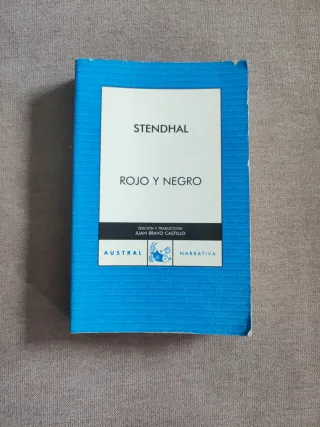 STENDHAL
ROJO Y NEGRO
EDICIÓN Y TRADUCCIÓN
JUAN BRAVO CASTILLO
AUSTRAL NARRATIVA